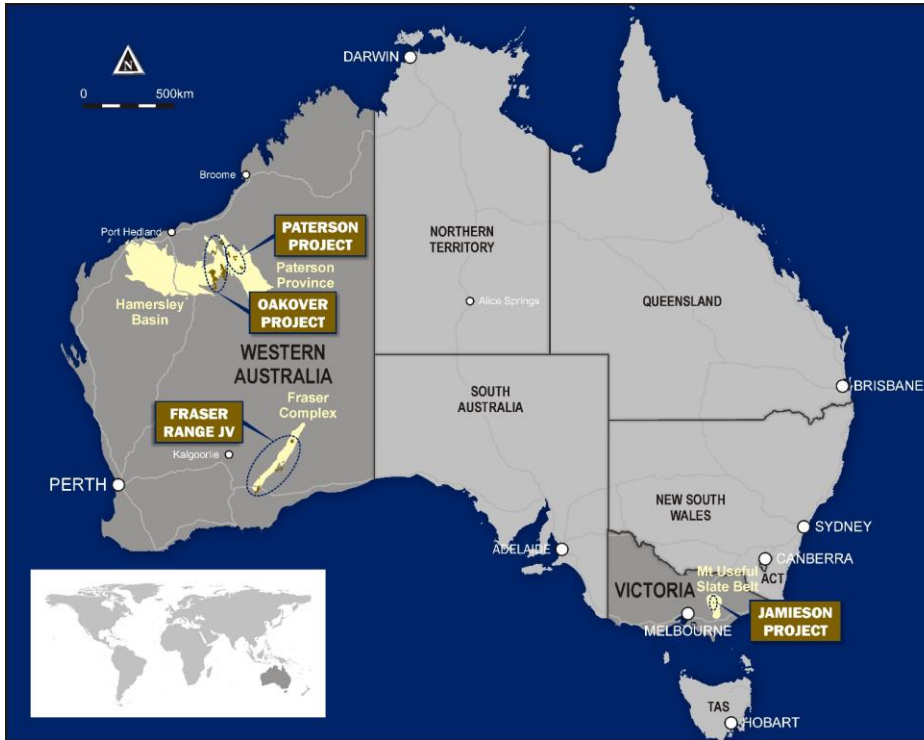 DARWIN
N
0 500km
Broome
Port Hedland
PATERSON
PROJECT
NORTHERN
TERRITORY
Paterson
Province
Hamersley
Basin
OAKOVER
PROJECT
Alice Springs
QUEENSLAND
WESTERN
AUSTRALIA
SOUTH
AUSTRALIA
BRISBANE
Fraser
Complex
FRASER
RANGE JV
Kalgoorlie
PERTH
NEW SOUTH
WALES
SYDNEY
ADELAIDE
CANBERRA
ACT
Mt Useful
Slate Belt
VICTORIA
JAMIESON
PROJECT
MELBOURNE
TAS
HOBART